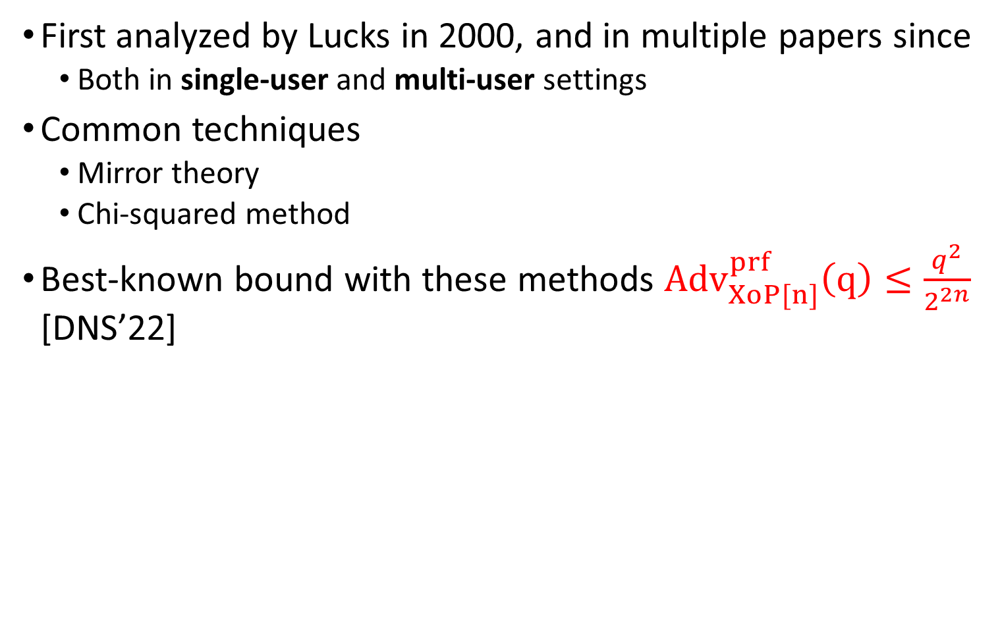 • First analyzed by Lucks in 2000, and in multiple papers since
• Both in single-user and multi-user settings
• Common techniques
• Mirror theory
• Chi-squared method
• Best-known bound with these methods $\mathrm{Adv}^{\mathrm{prf}}_{\mathrm{XoP[n]}}(\mathrm{q}) \leq \frac{q^2}{2^{2n}}$
[DNS’22]